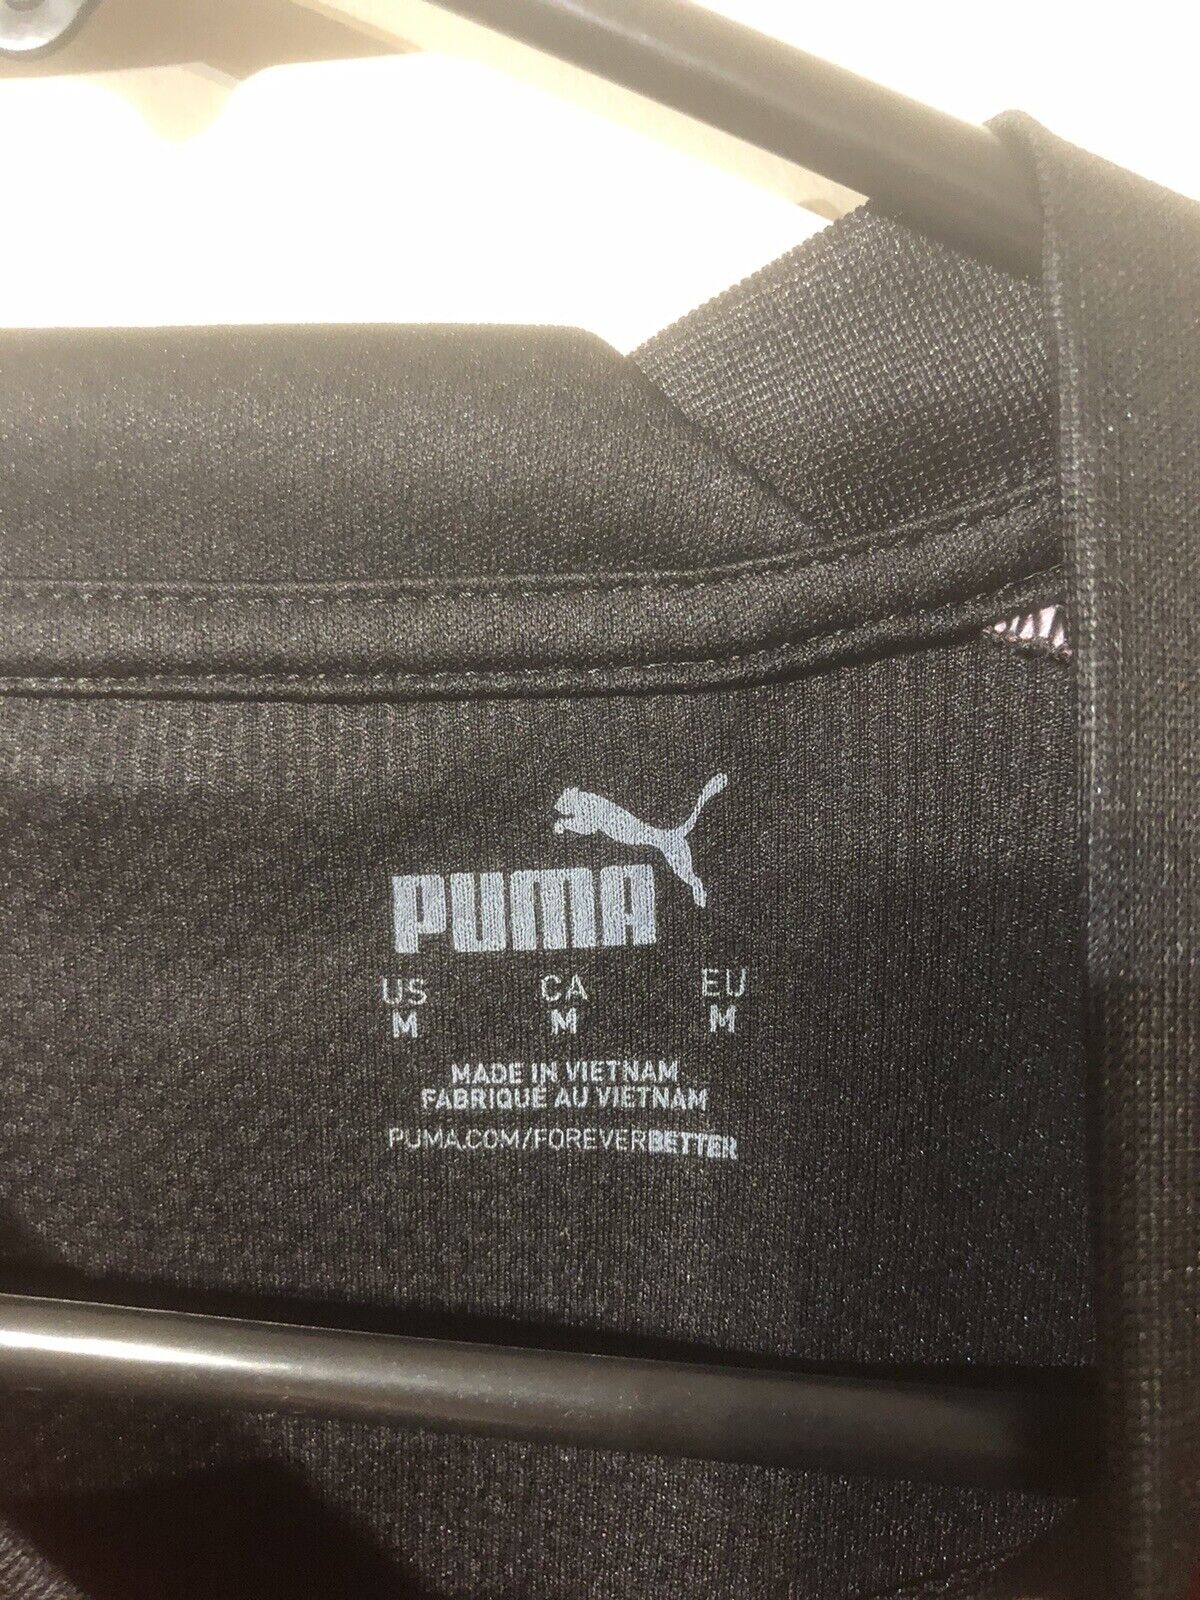 PUMA
US CA EU
M M M
MADE IN VIETNAM
FABRIQUÉ AU VIETNAM
PUMA.COM/FOREVERBETTER